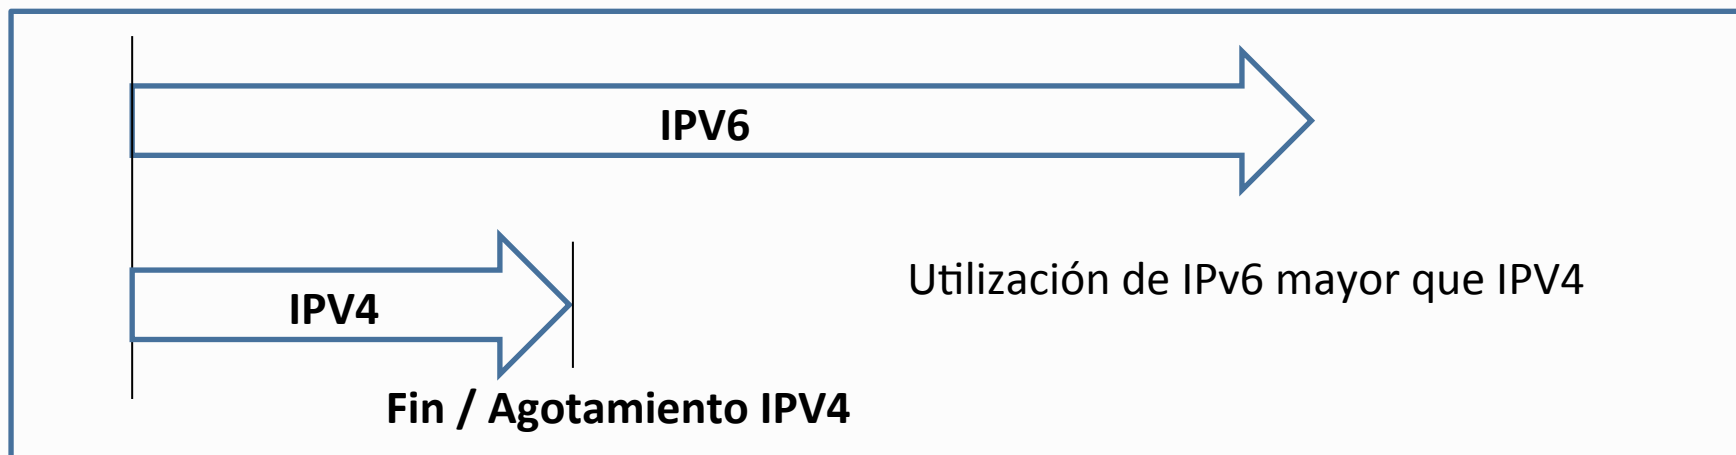 IPV6
Utilización de IPv6 mayor que IPV4
IPV4
Fin / Agotamiento IPV4